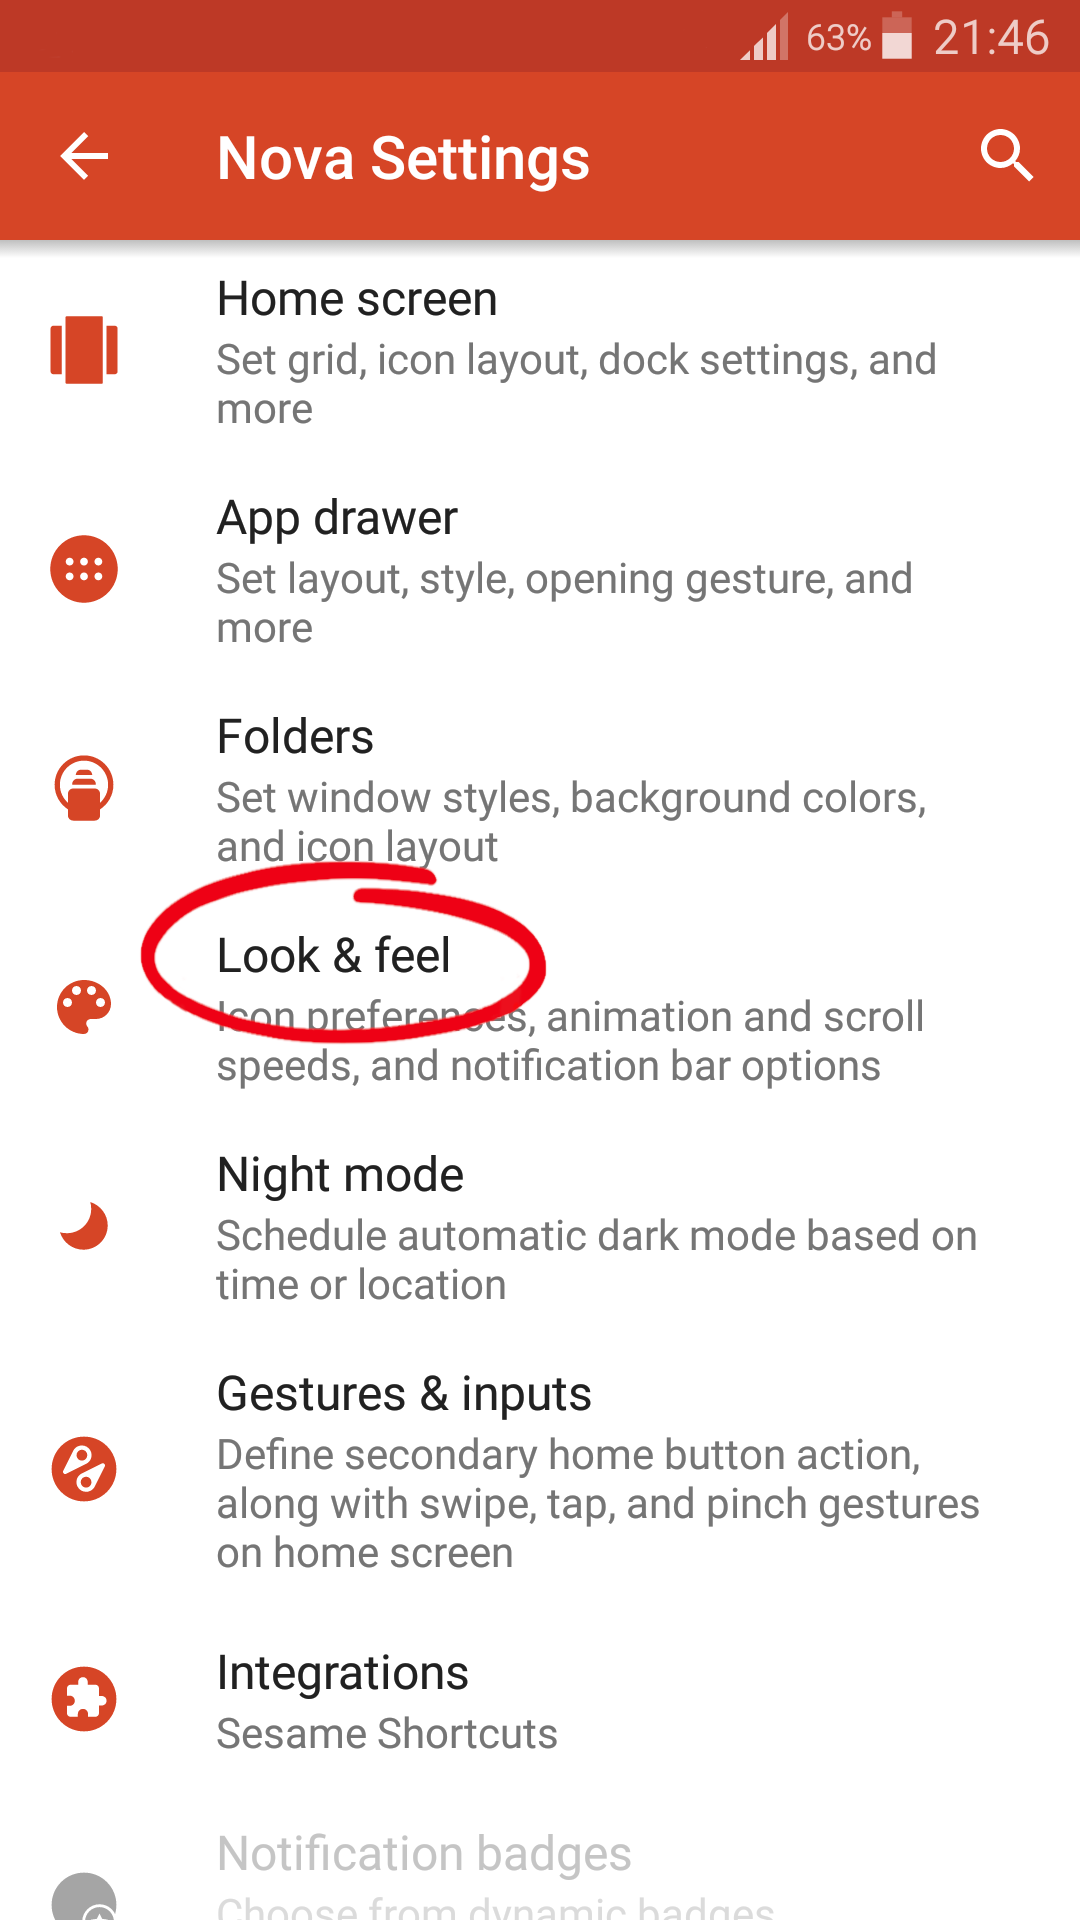 63% 21:46
Nova Settings
Home screen
Set grid, icon layout, dock settings, and
more
App drawer
Set layout, style, opening gesture, and
more
Folders
Set window styles, background colors,
and icon layout
Look & feel
Icon preferences, animation and scroll
speeds, and notification bar options
Night mode
Schedule automatic dark mode based on
time or location
Gestures & inputs
Define secondary home button action,
along with swipe, tap, and pinch gestures
on home screen
Integrations
Sesame Shortcuts
Notification badges
Choose from dynamic badges